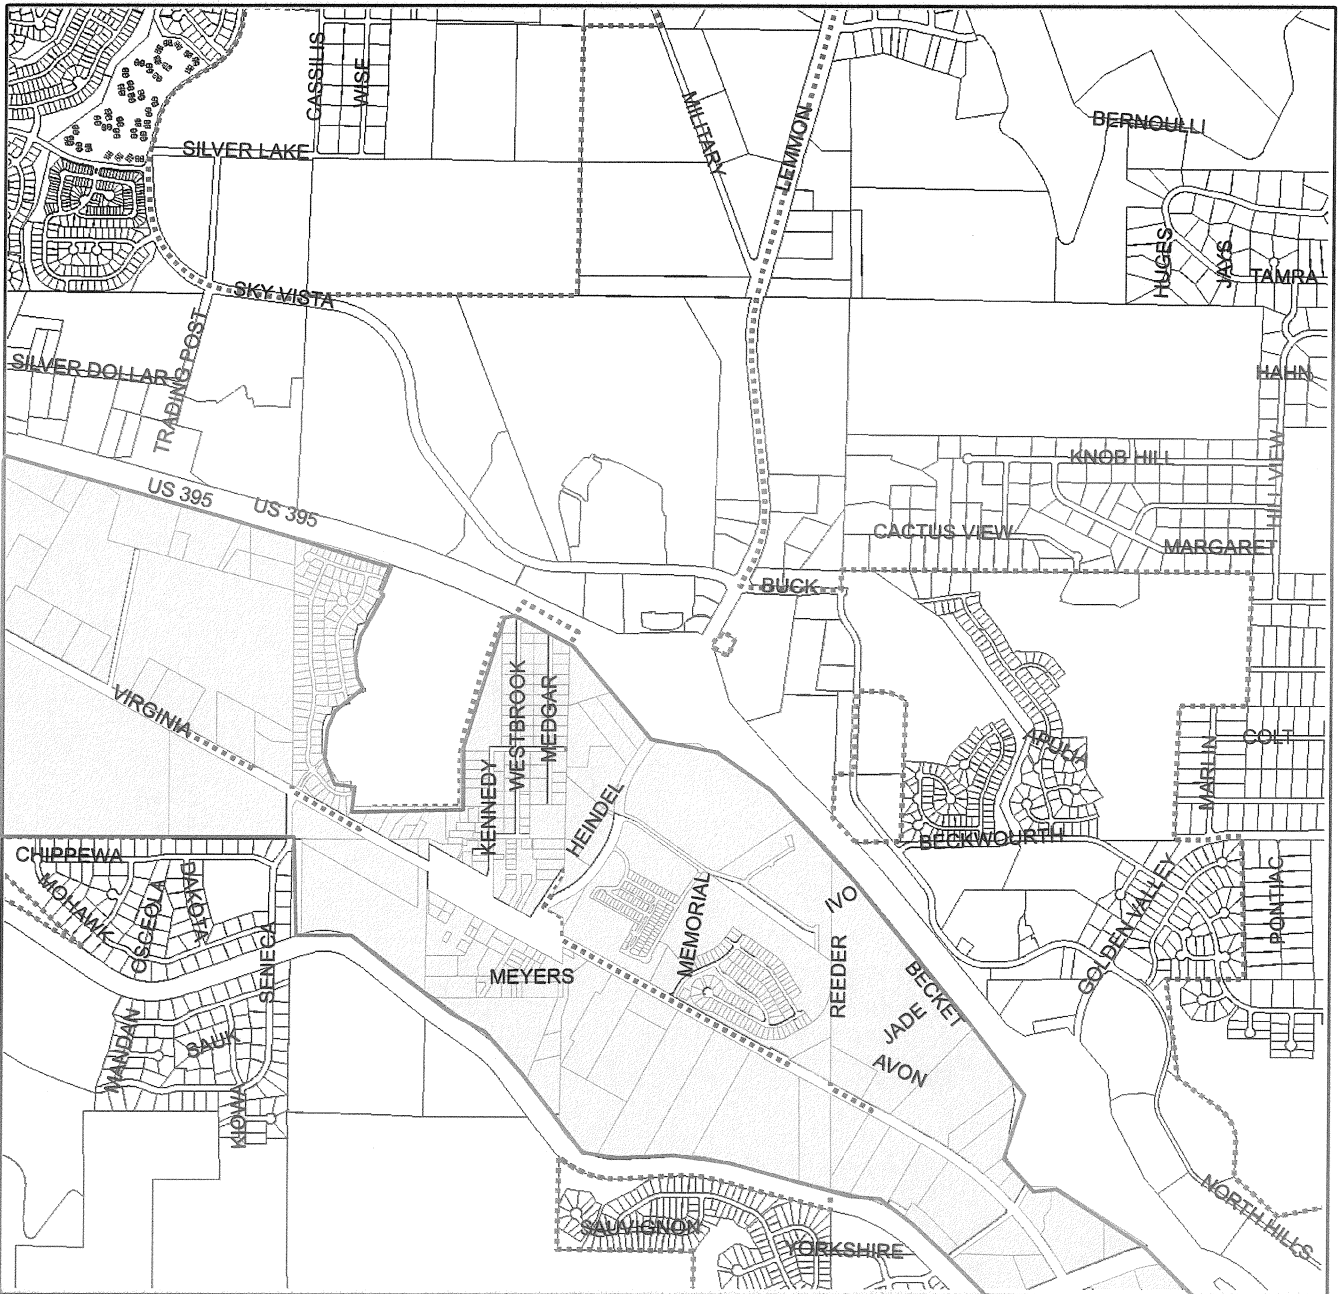 CASSILIS
WISE
MILITARY
LEMMON
BERNOULLI
SILVER LAKE
HUGES
JAYS
TAMRA
SKY VISTA
TRADING POST
SILVER DOLLAR
HAHN
KNOB HILL
HILL VIEW
US 395
US 395
CACTUS VIEW
MARGARET
BUCK
VIRGINIA
WESTBROOK
MEDGAR
KENNEDY
HEINDEL
APULIA
MARLIN
COLT
BECKWOURTH
CHIPPEWA
MOHAWK
OSCEOLA
DAKOTA
SENECA
MEMORIAL
IVO
GOLDEN VALLEY
PONTIAC
MEYERS
REEDER
BECKET
JADE
AVON
MANDAN
SAUK
KIOWA
SAUVIGNON
YORKSHIRE
NORTH HILLS